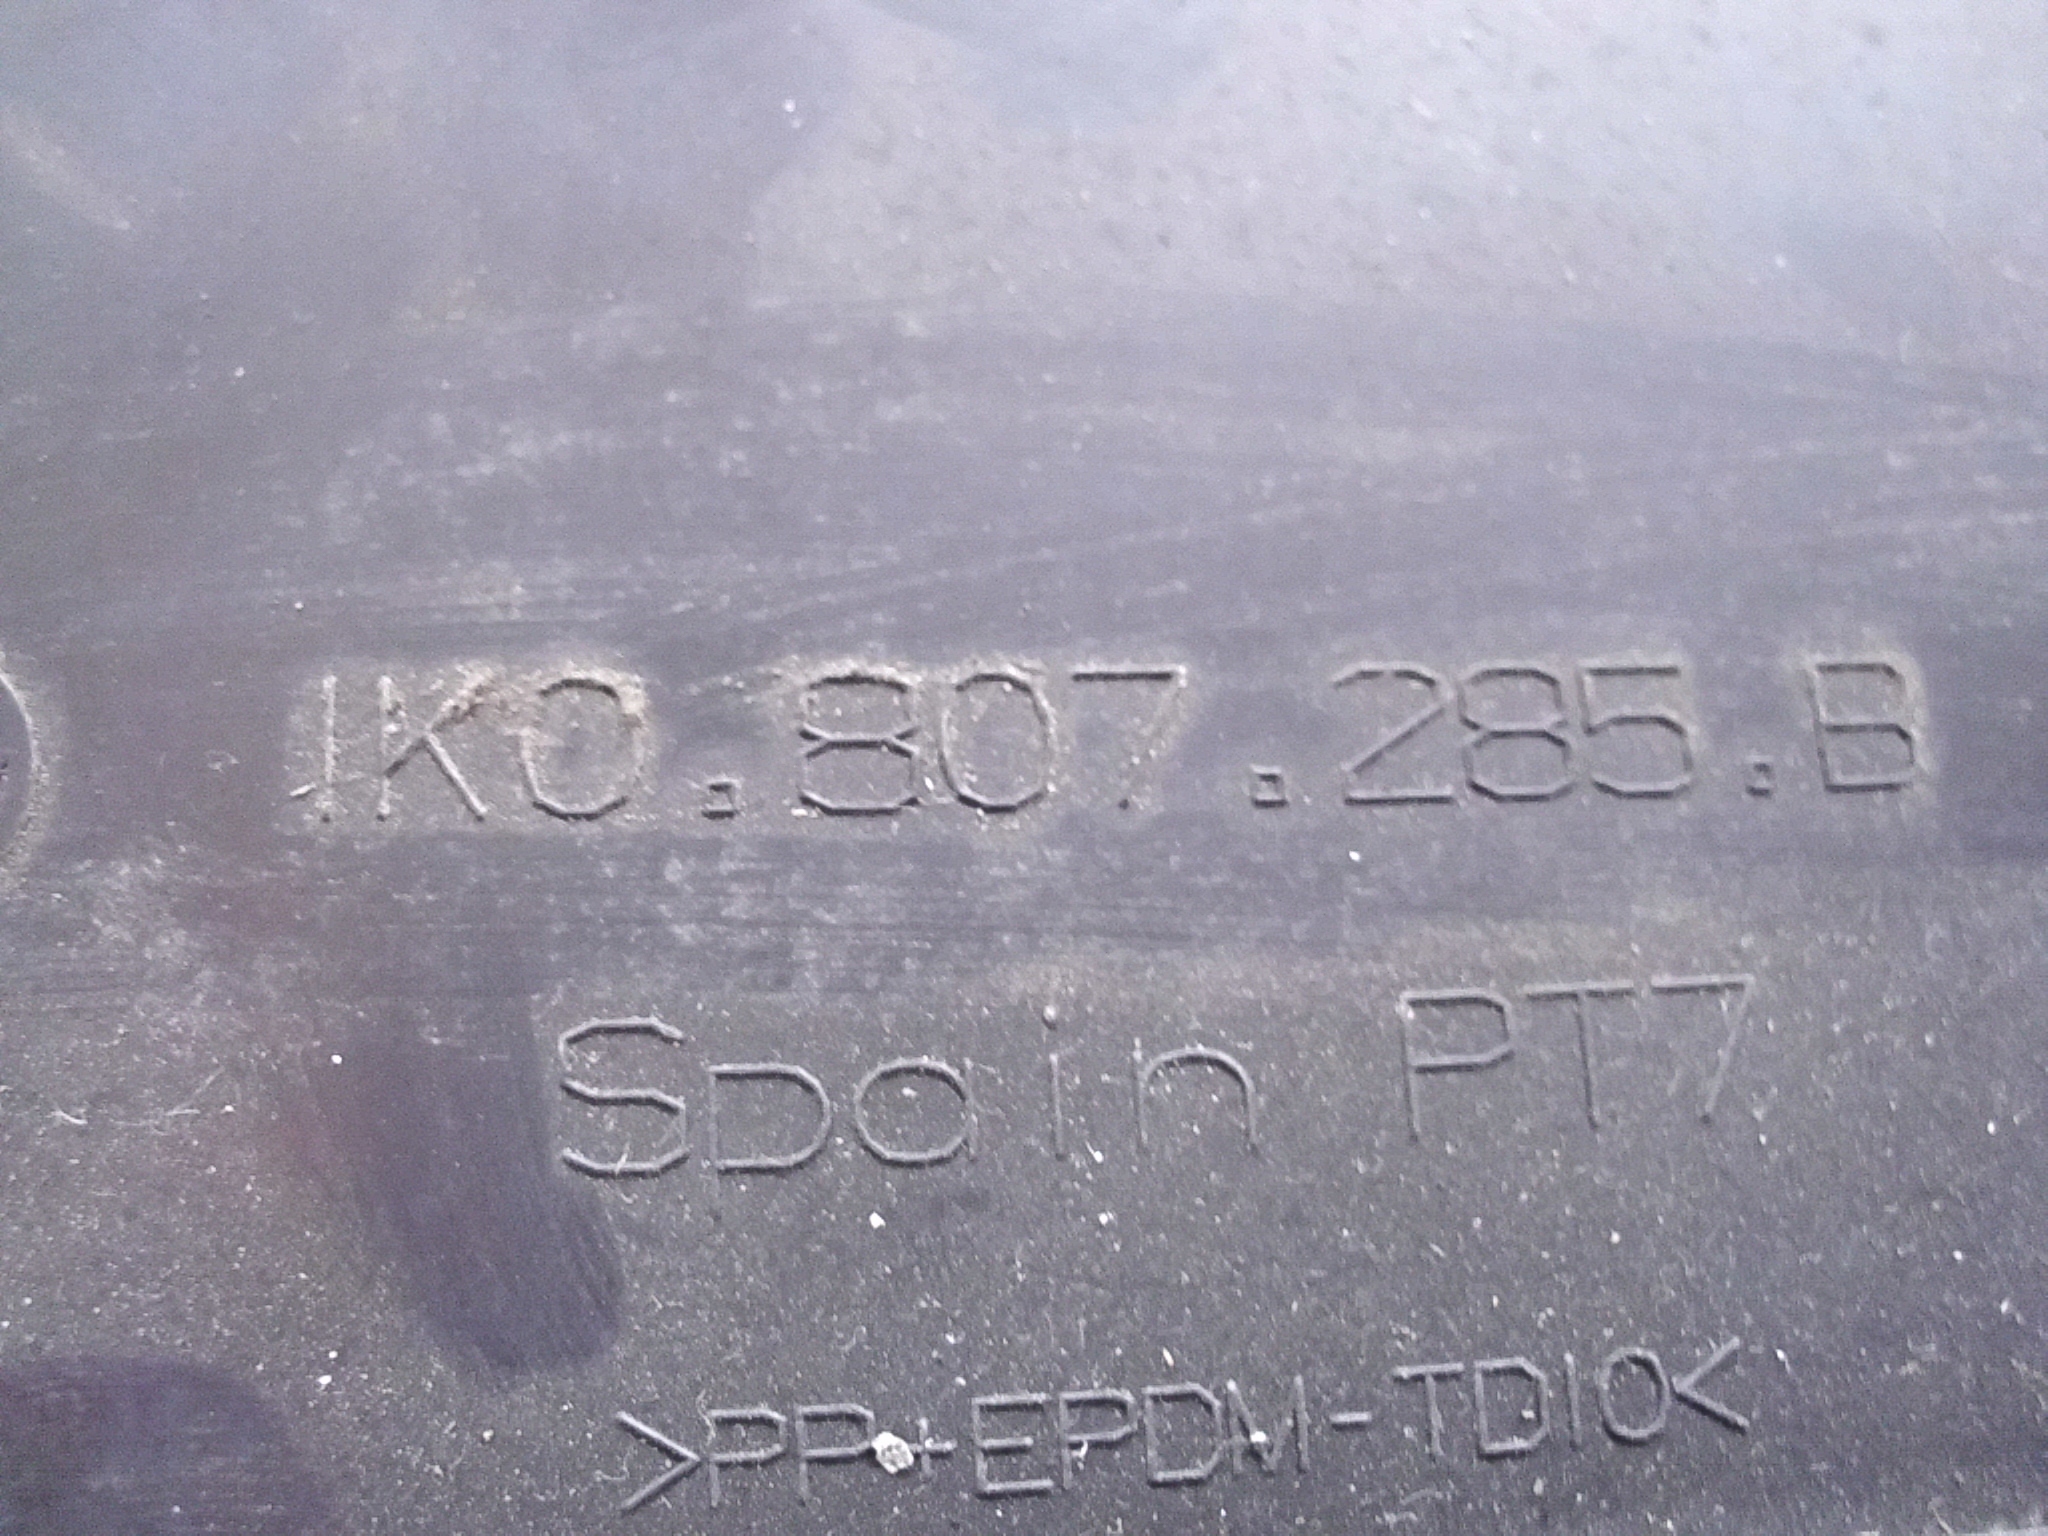 1K0.807.285.B
Spain PT7
>PP+EPDM-TD10<